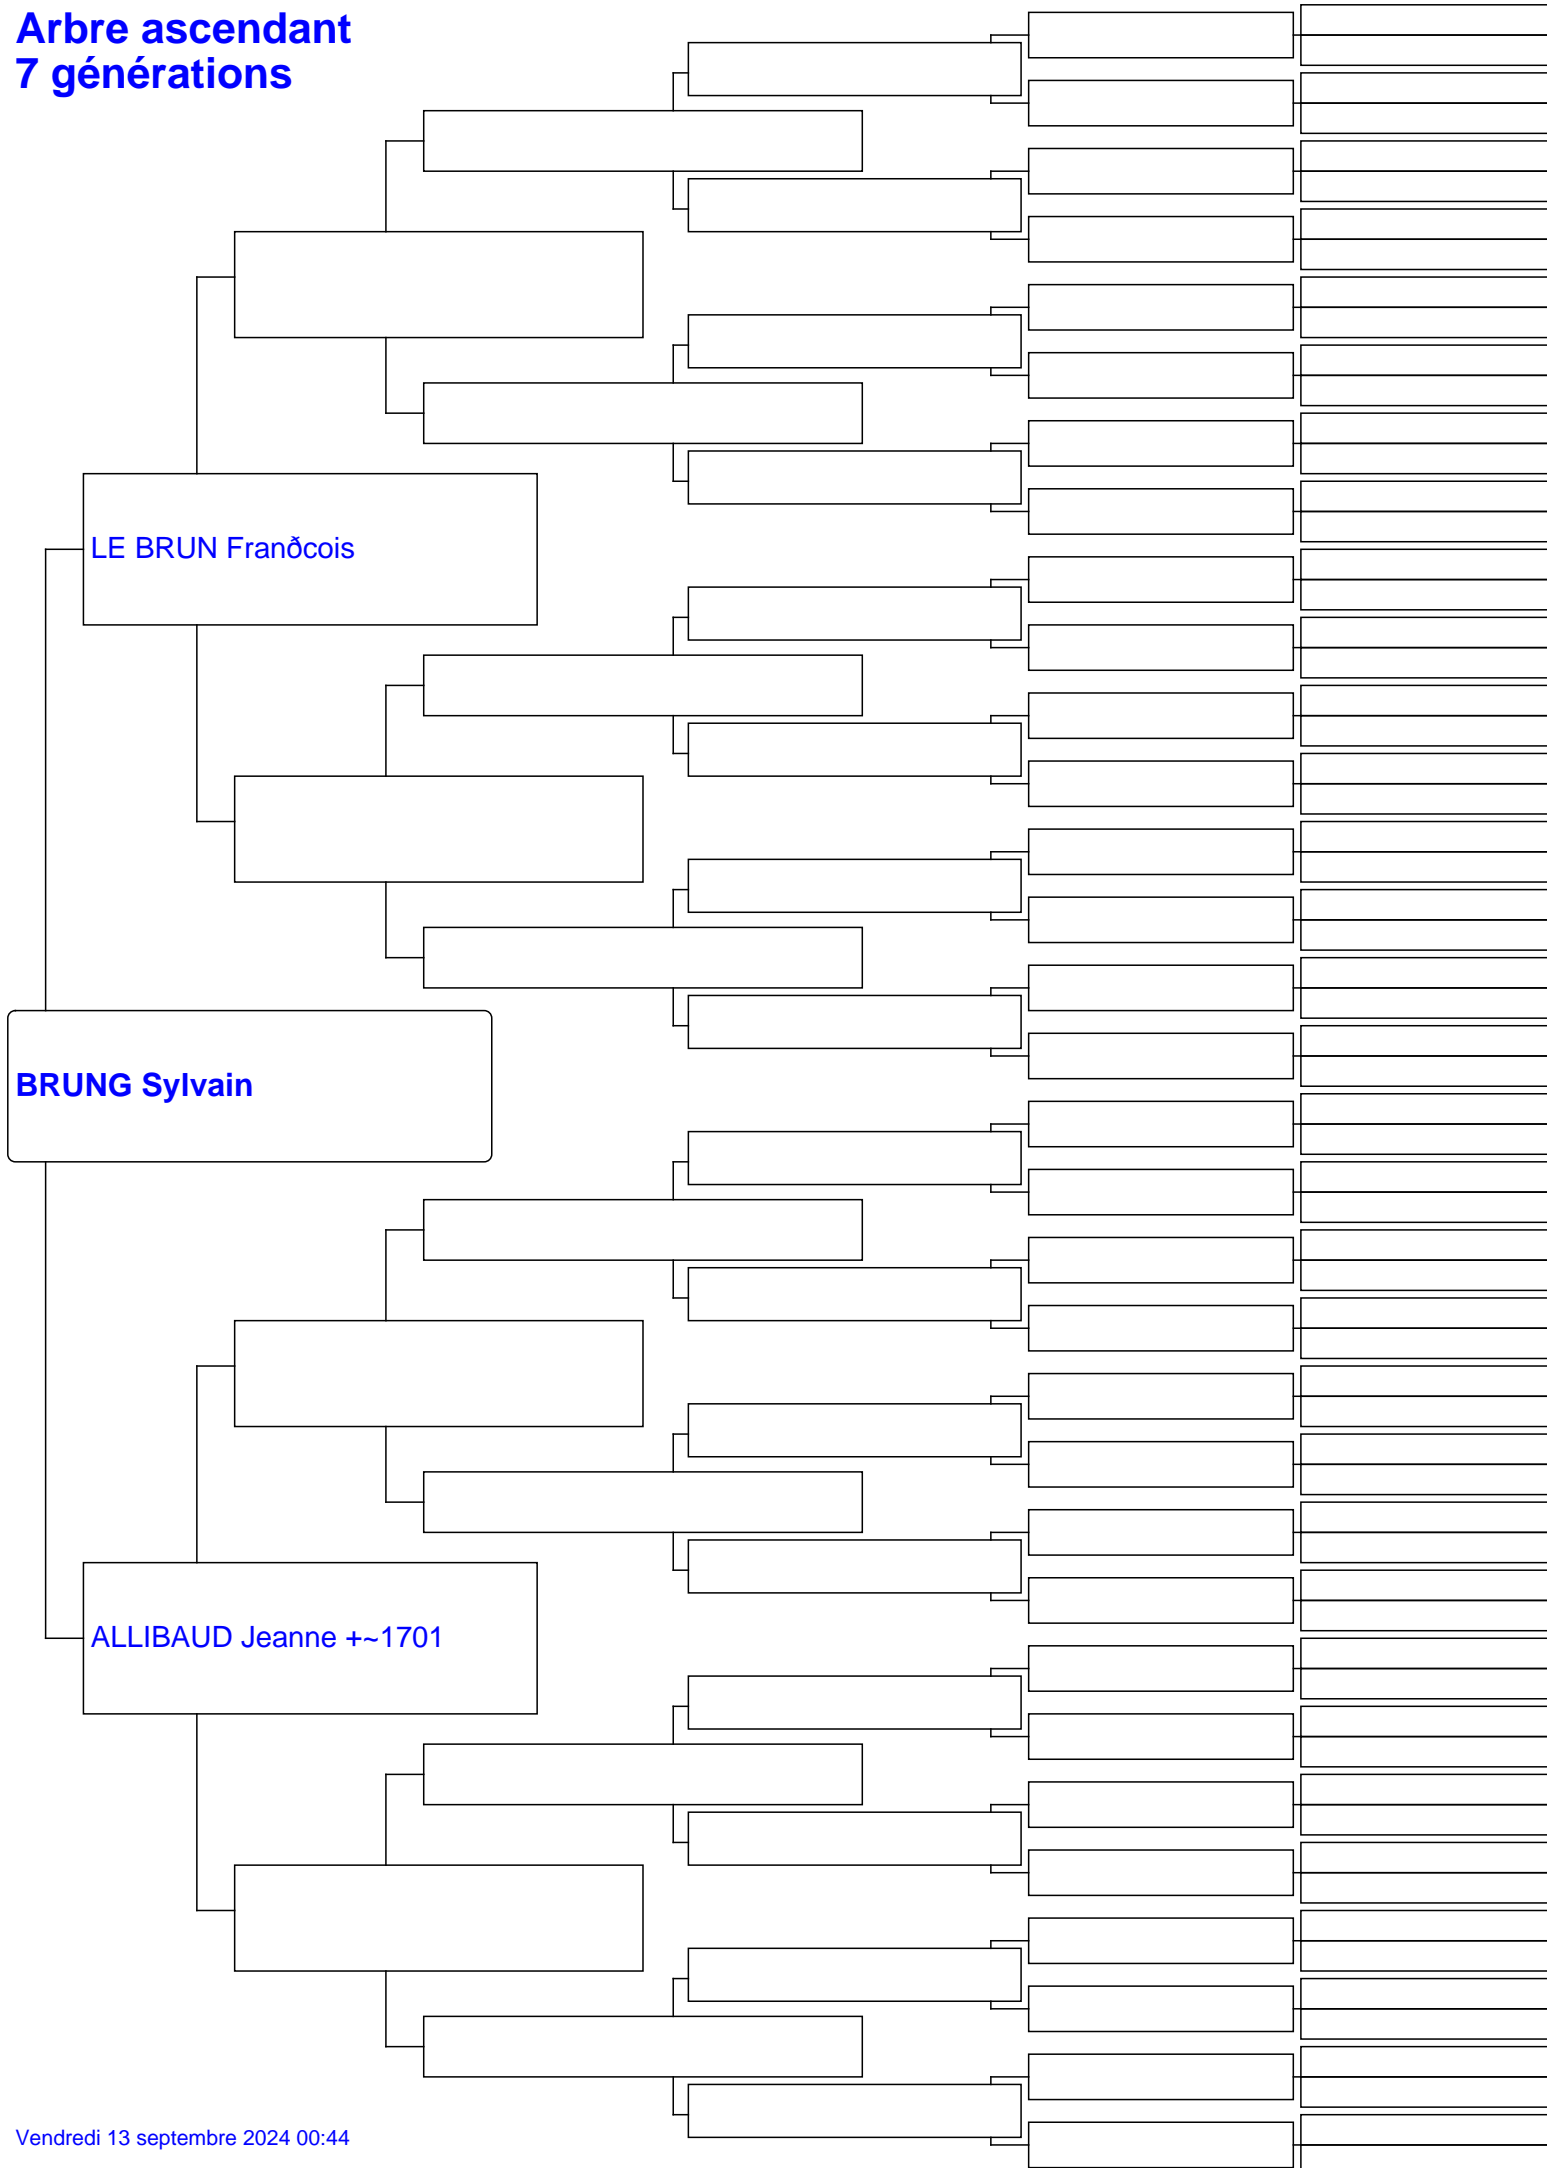 Arbre ascendant
7 générations
LE BRUN Franðcois
BRUNG Sylvain
ALLIBAUD Jeanne +~1701
Vendredi 13 septembre 2024 00:44